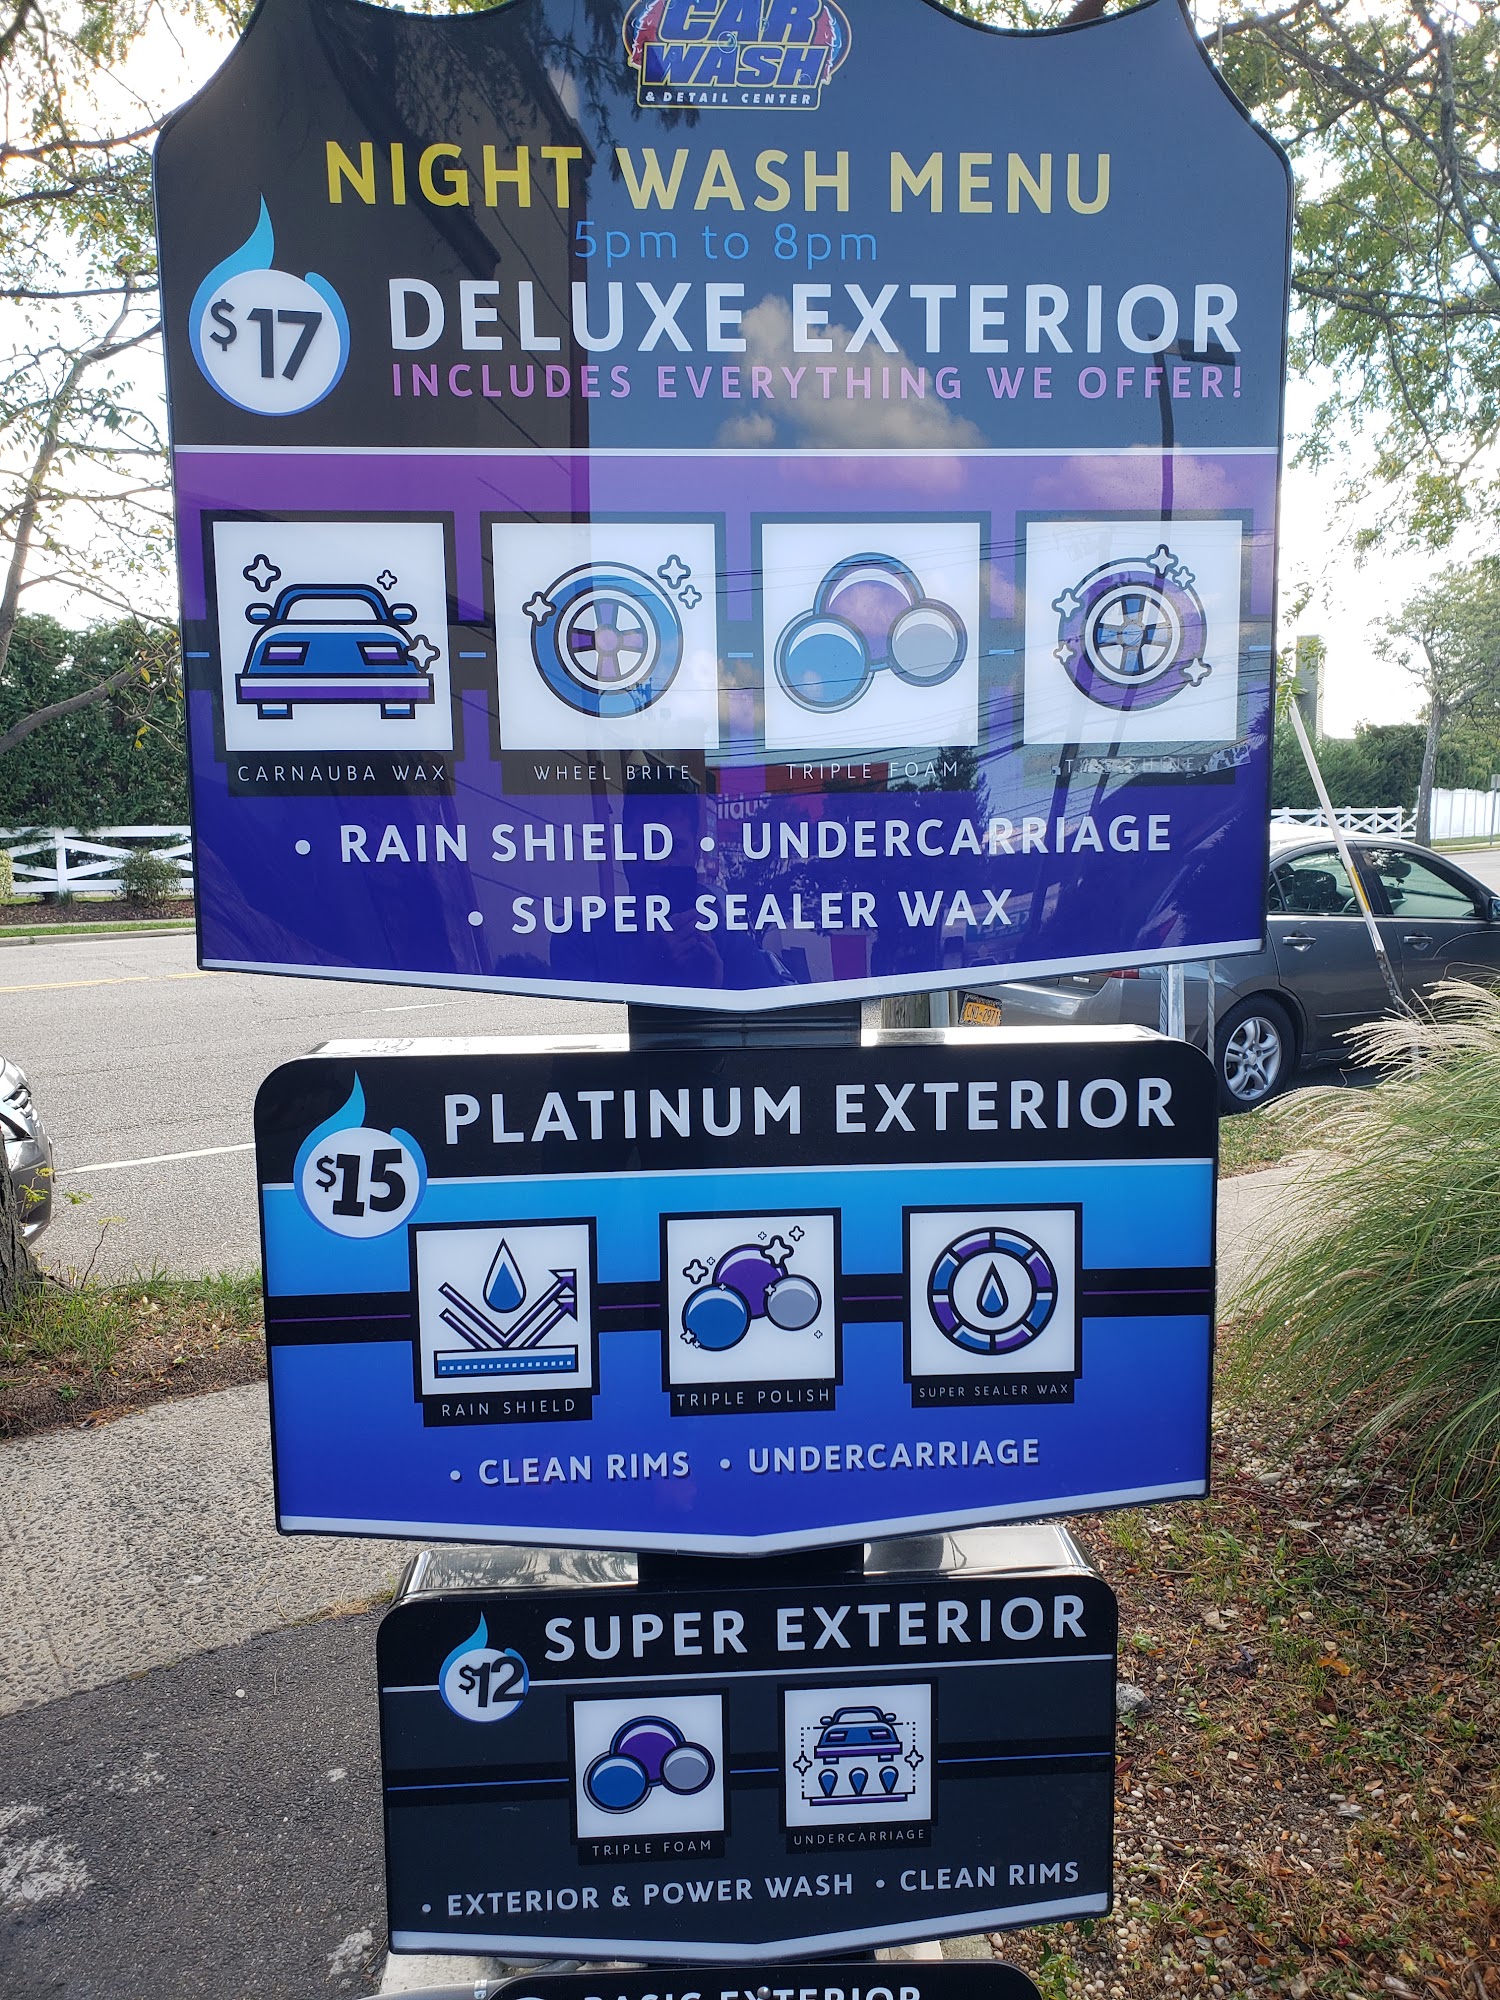 CAR
WASH
& DETAIL CENTER
NIGHT WASH MENU
5pm to 8pm
$17
DELUXE EXTERIOR
INCLUDES EVERYTHING WE OFFER!
CARNAUBA WAX
WHEEL BRITE
TRIPLE FOAM
• RAIN SHIELD • UNDERCARRIAGE
• SUPER SEALER WAX
PLATINUM EXTERIOR
$15
RAIN SHIELD
TRIPLE POLISH
SUPER SEALER WAX
• CLEAN RIMS • UNDERCARRIAGE
SUPER EXTERIOR
$12
TRIPLE FOAM
UNDERCARRIAGE
• EXTERIOR & POWER WASH • CLEAN RIMS
BASIC EXTERIOR